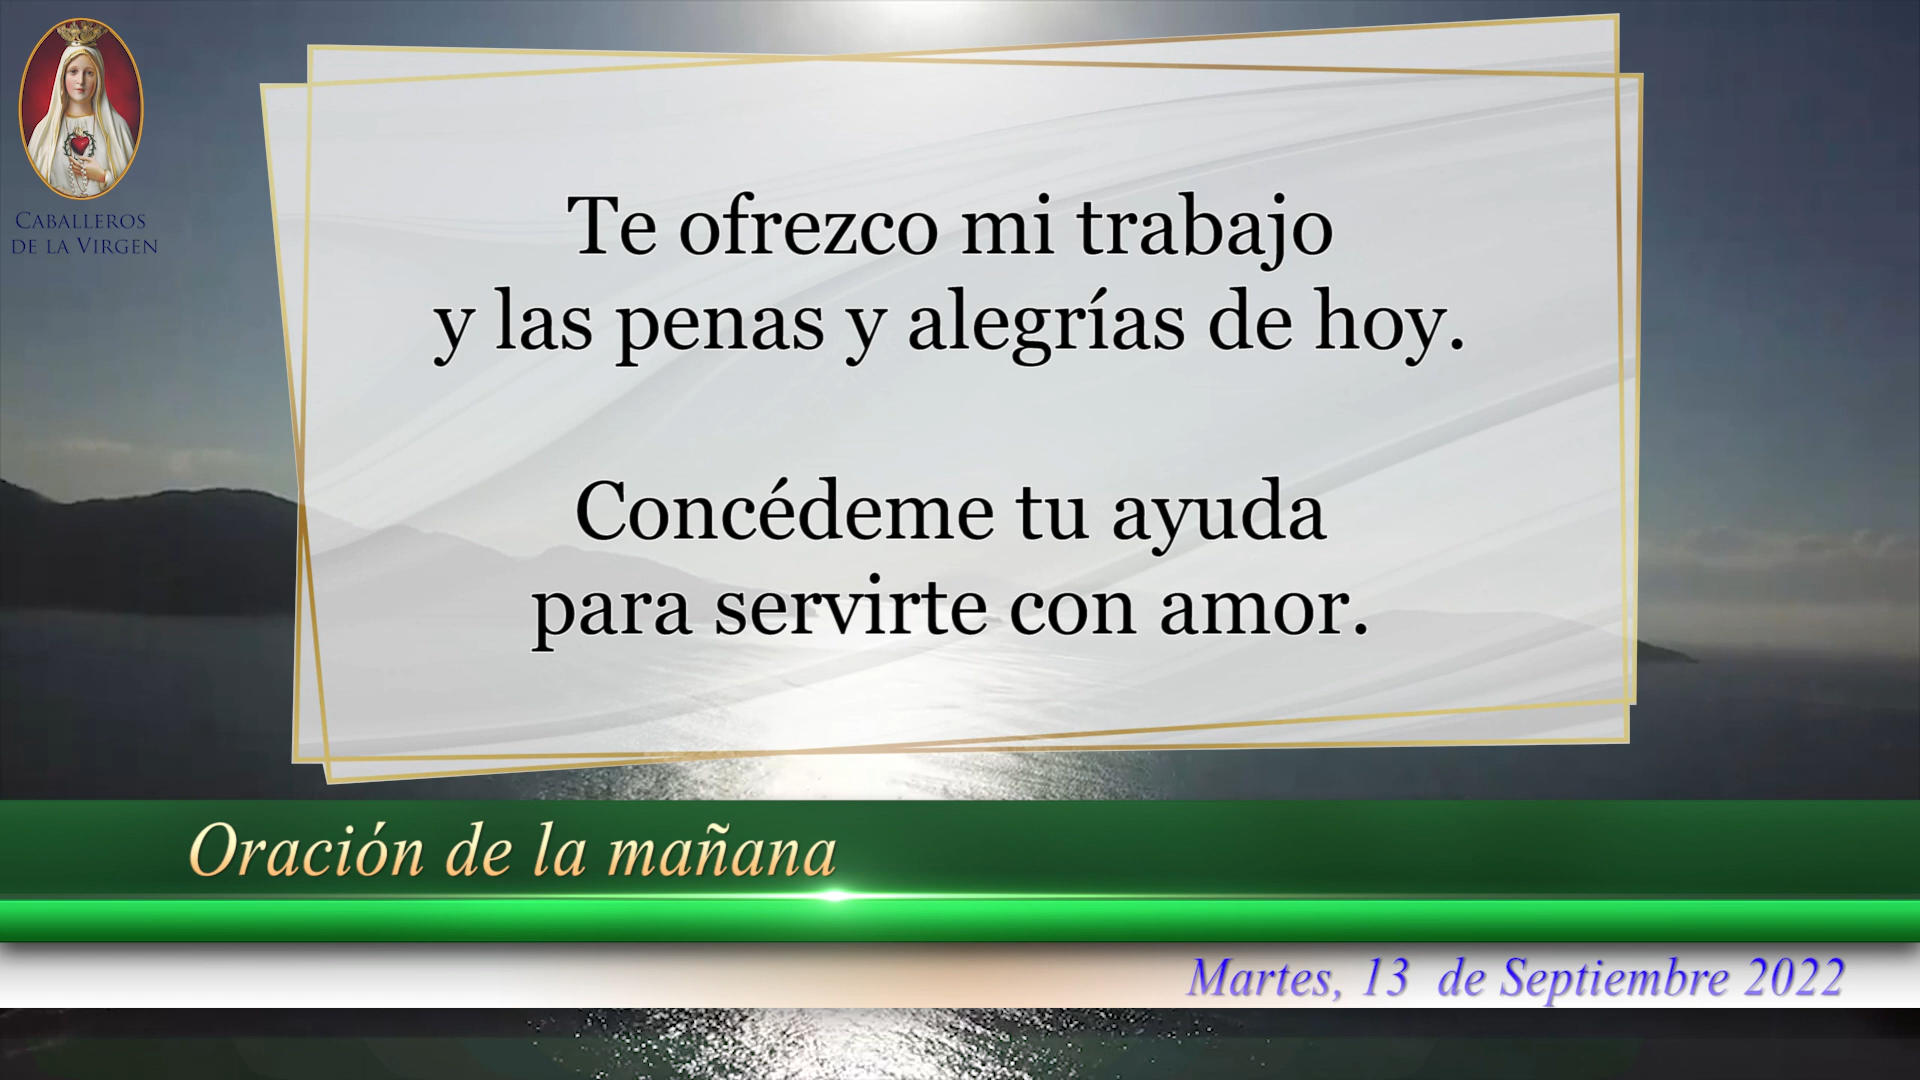 CABALLEROS
DE LA VIRGEN
Te ofrezco mi trabajo
y las penas y alegrías de hoy.
Concédeme tu ayuda
para servirte con amor.
Oración de la mañana
Martes, 13 de Septiembre 2022